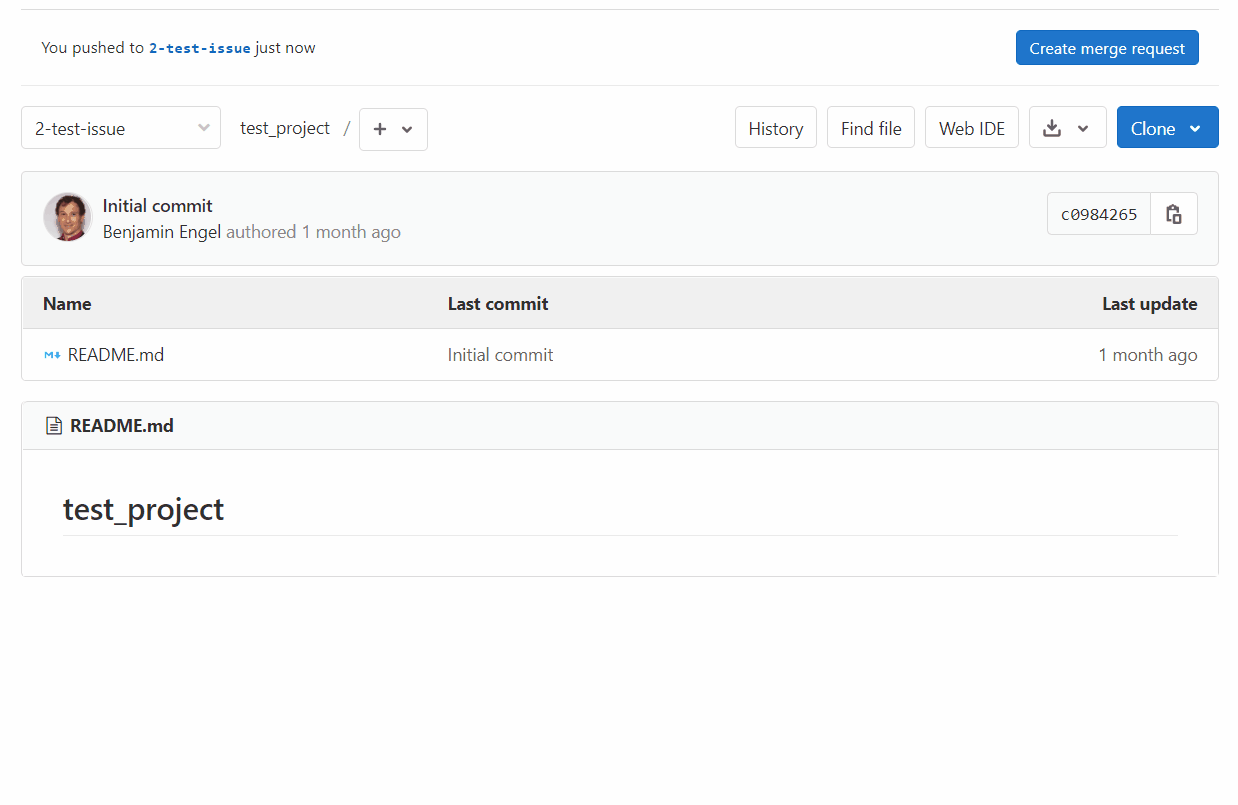 You pushed to 2-test-issue just now
Create merge request
2-test-issue
test_project /
History
Find file
Web IDE
Clone
Initial commit
Benjamin Engel authored 1 month ago
c0984265
Name Last commit Last update
README.md Initial commit 1 month ago
README.md
test_project